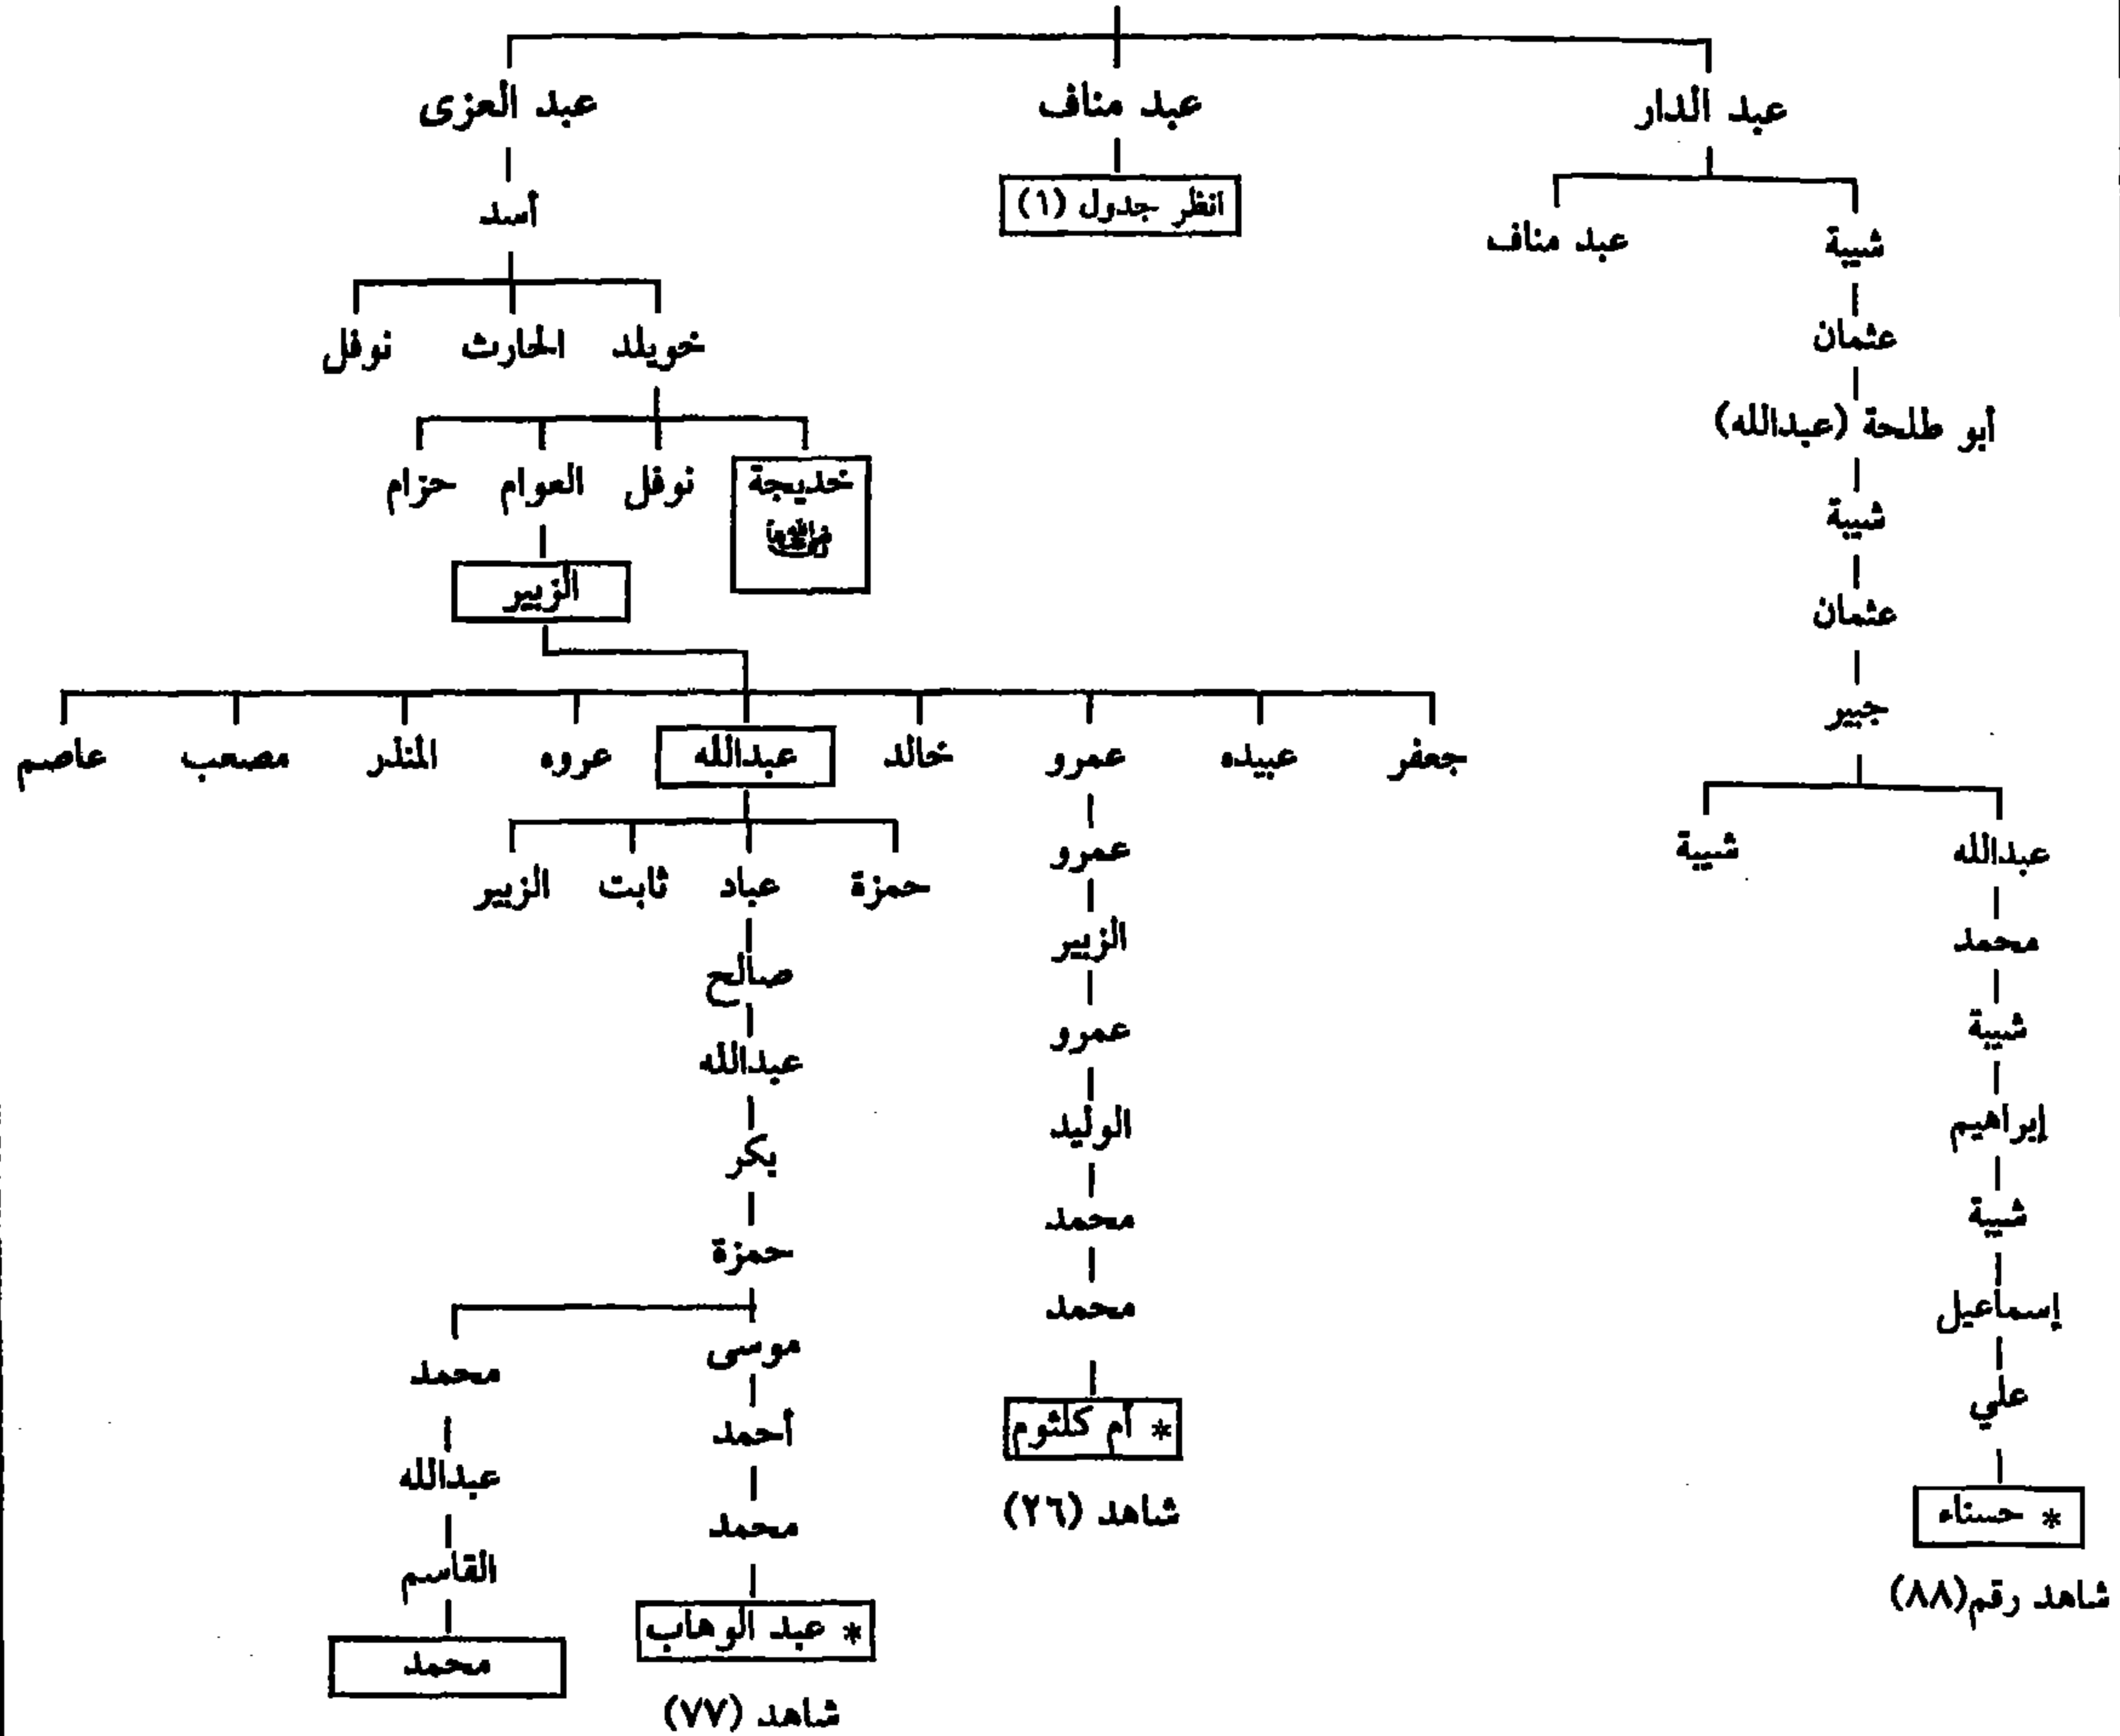 عبد الدار
عبد مناف
عبد العزى
انظر جدول (١)
أسد
شيبة
عبد مناف
عثمان
خويلد
الحارث
نوفل
أبو طلحة (عبدالله)
خديجة
نوفل
العوام
حزام
شيبة
الزبير
عثمان
جبير
جعفر
عبيده
عمرو
خالد
عبدالله
عروه
المنذر
مصعب
عاصم
عبدالله
شيبة
عمرو
حمزة
عباد
ثابت
الزبير
محمد
الزبير
صالح
شيبة
عمرو
عبدالله
إبراهيم
الوليد
بكر
شيبة
محمد
حمزة
إسماعيل
محمد
موسى
محمد
علي
* أم كلثوم
أحمد
عبدالله
* حسناء
شاهد (٢٦)
محمد
القاسم
شاهد رقم(٨٨)
* عبد الوهاب
محمد
شاهد (٧٧)